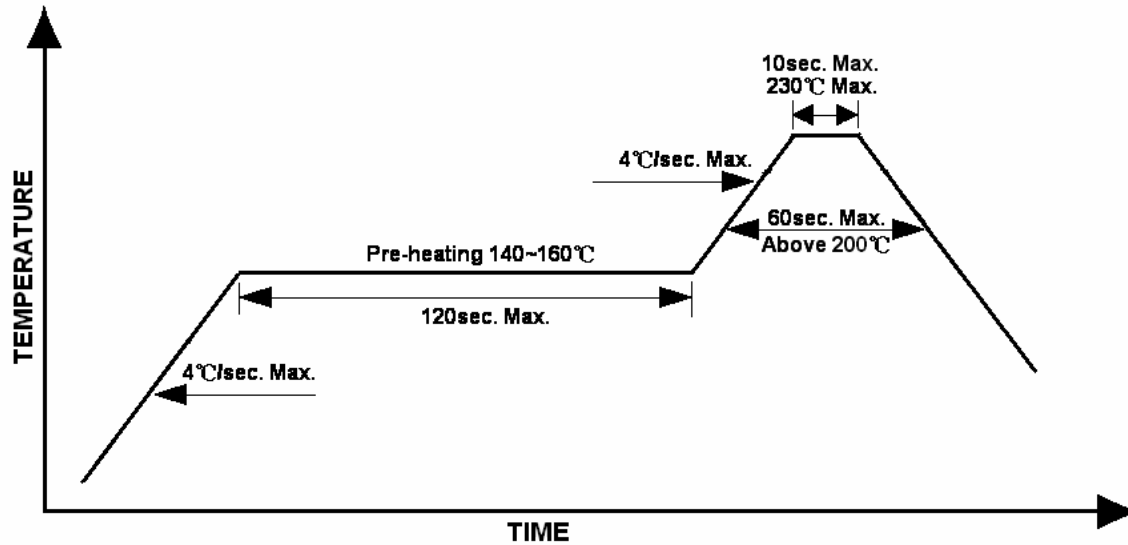 10sec. Max.
230℃ Max.
4℃/sec. Max.
60sec. Max.
Above 200℃
Pre-heating 140~160℃
120sec. Max.
4℃/sec. Max.
TEMPERATURE
TIME